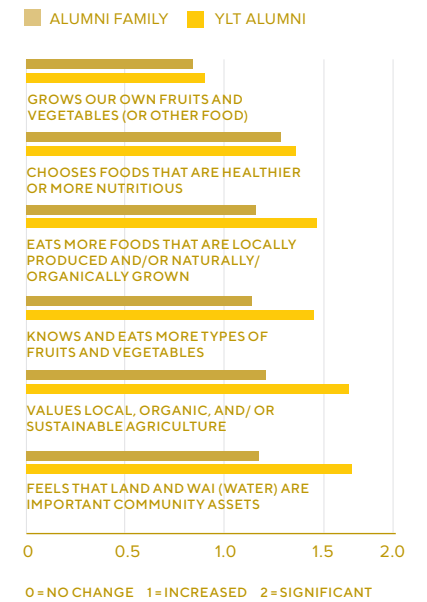 ALUMNI FAMILY YLT ALUMNI
GROWS OUR OWN FRUITS AND
VEGETABLES (OR OTHER FOOD)
CHOOSES FOODS THAT ARE HEALTHIER
OR MORE NUTRITIOUS
EATS MORE FOODS THAT ARE LOCALLY
PRODUCED AND/OR NATURALLY/
ORGANICALLY GROWN
KNOWS AND EATS MORE TYPES OF
FRUITS AND VEGETABLES
VALUES LOCAL, ORGANIC, AND/ OR
SUSTAINABLE AGRICULTURE
FEELS THAT LAND AND WAI (WATER) ARE
IMPORTANT COMMUNITY ASSETS
0 0.5 1.0 1.5 2.0
0=NO CHANGE 1=INCREASED 2=SIGNIFICANT